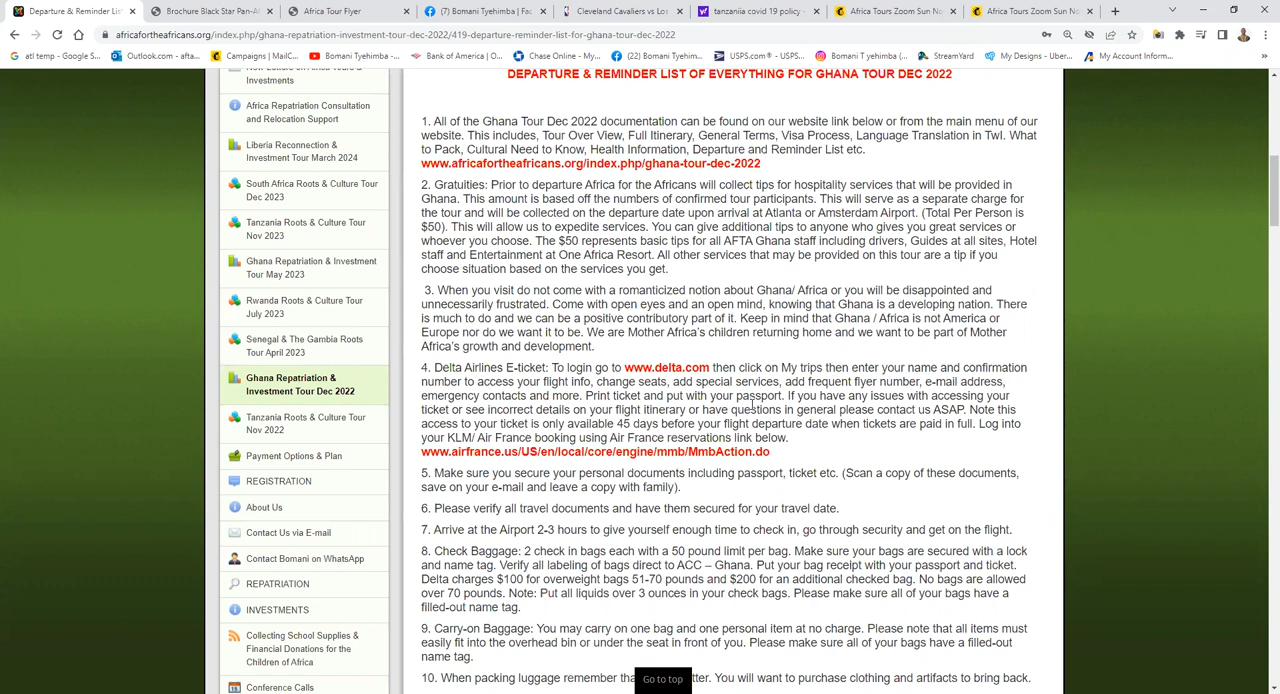 Departure & Reminder List
Brochure Black Star Pan-Af
Africa Tour Flyer
(7) Bomani Tyehimba | Fac
Cleveland Cavaliers vs Los
tanzaniia covid 19 policy -
Africa Tours Zoom Sun No
Africa Tours Zoom Sun No
africafortheafricans.org/index.php/ghana-repatriation-investment-tour-dec-2022/419-departure-reminder-list-for-ghana-tour-dec-2022
atl temp - Google S...
Outlook.com - afta...
Campaigns | MailC...
Bomani Tyehimba -...
Bank of America | O...
Chase Online - My...
(22) Bomani T
USPS.com® - USPS...
Bomani T yehimba (...
StreamYard
My Designs - Uber...
My Account Inform...
»
Investments
Africa Repatriation Consultation
and Relocation Support
Liberia Reconnection &
Investment Tour March 2024
South Africa Roots & Culture Tour
Dec 2023
Tanzania Roots & Culture Tour
Nov 2023
Ghana Repatriation & Investment
Tour May 2023
Rwanda Roots & Culture Tour
July 2023
Senegal & The Gambia Roots
Tour April 2023
Ghana Repatriation &
Investment Tour Dec 2022
Tanzania Roots & Culture Tour
Nov 2022
Payment Options & Plan
REGISTRATION
About Us
Contact Us via E-mail
Contact Bomani on WhatsApp
REPATRIATION
INVESTMENTS
Collecting School Supplies &
Financial Donations for the
Children of Africa
Conference Calls
DEPARTURE & REMINDER LIST OF EVERYTHING FOR GHANA TOUR DEC 2022
1. All of the Ghana Tour Dec 2022 documentation can be found on our website link below or from the main menu of our
website. This includes, Tour Over View, Full Itinerary, General Terms, Visa Process, Language Translation in Twl. What
to Pack, Cultural Need to Know, Health Information, Departure and Reminder List etc.
www.africafortheafricans.org/index.php/ghana-tour-dec-2022
2. Gratuities: Prior to departure Africa for the Africans will collect tips for hospitality services that will be provided in
Ghana. This amount is based off the numbers of confirmed tour participants. This will serve as a separate charge for
the tour and will be collected on the departure date upon arrival at Atlanta or Amsterdam Airport. (Total Per Person is
$50). This will allow us to expedite services. You can give additional tips to anyone who gives you great services or
whoever you choose. The $50 represents basic tips for all AFTA Ghana staff including drivers, Guides at all sites, Hotel
staff and Entertainment at One Africa Resort. All other services that may be provided on this tour are a tip if you
choose situation based on the services you get.
3. When you visit do not come with a romanticized notion about Ghana/ Africa or you will be disappointed and
unnecessarily frustrated. Come with open eyes and an open mind, knowing that Ghana is a developing nation. There
is much to do and we can be a positive contributory part of it. Keep in mind that Ghana / Africa is not America or
Europe nor do we want it to be. We are Mother Africa's children returning home and we want to be part of Mother
Africa's growth and development.
4. Delta Airlines E-ticket: To login go to www.delta.com then click on My trips then enter your name and confirmation
number to access your flight info, change seats, add special services, add frequent flyer number, e-mail address,
emergency contacts and more. Print ticket and put with your passport. If you have any issues with accessing your
ticket or see incorrect details on your flight itinerary or have questions in general please contact us ASAP. Note this
access to your ticket is only available 45 days before your flight departure date when tickets are paid in full. Log into
your KLM/ Air France booking using Air France reservations link below.
www.airfrance.us/US/en/local/core/engine/mmb/MmbAction.do
5. Make sure you secure your personal documents including passport, ticket etc. (Scan a copy of these documents,
save on your e-mail and leave a copy with family).
6. Please verify all travel documents and have them secured for your travel date.
7. Arrive at the Airport 2-3 hours to give yourself enough time to check in, go through security and get on the flight.
8. Check Baggage: 2 check in bags each with a 50 pound limit per bag. Make sure your bags are secured with a lock
and name tag. Verify all labeling of bags direct to ACC – Ghana. Put your bag receipt with your passport and ticket.
Delta charges $100 for overweight bags 51-70 pounds and $200 for an additional checked bag. No bags are allowed
over 70 pounds. Note: Put all liquids over 3 ounces in your check bags. Please make sure all of your bags have a
filled-out name tag.
9. Carry-on Baggage: You may carry on one bag and one personal item at no charge. Please note that all items must
easily fit into the overhead bin or under the seat in front of you. Please make sure all of your bags have a filled-out
name tag.
10. When packing luggage remember tha tter. You will want to purchase clothing and artifacts to bring back.
Go to top